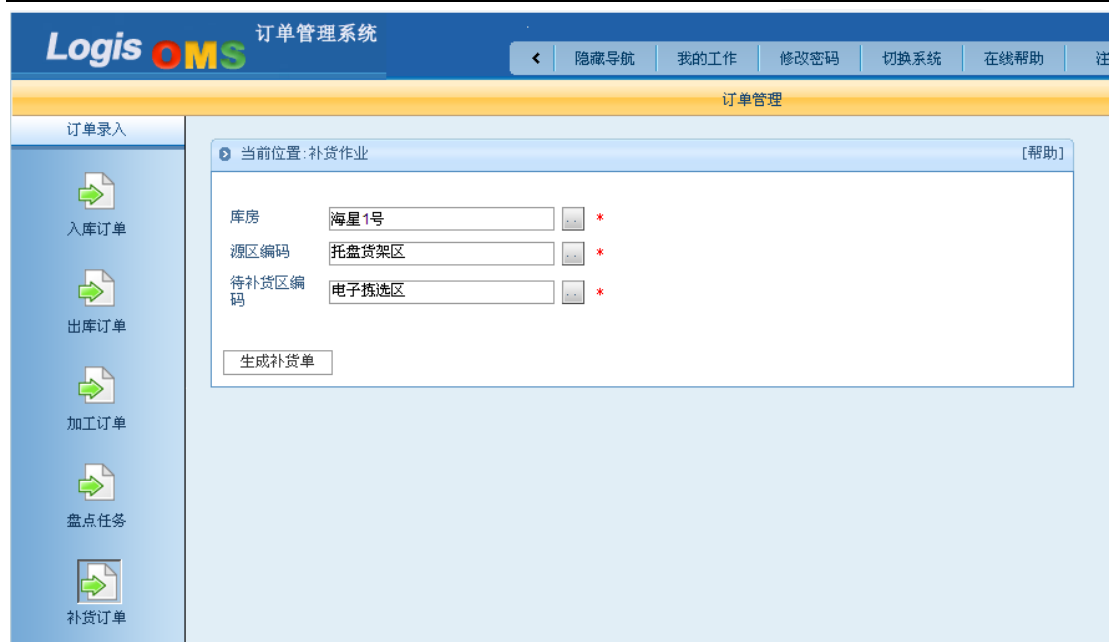 Logis OMS 订单管理系统
隐藏导航 我的工作 修改密码 切换系统 在线帮助 注
订单管理
订单录入
当前位置:补货作业 [帮助]
入库订单
库房 海星1号 .. *
源区编码 托盘货架区 .. *
待补货区编
码 电子拣选区 .. *
出库订单
生成补货单
加工订单
盘点任务
补货订单